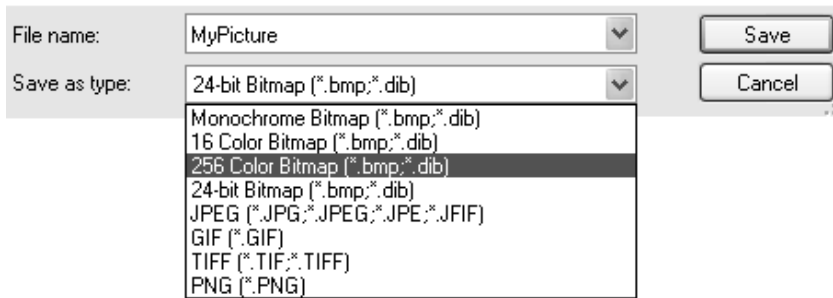 File name: MyPicture Save
Save as type: 24-bit Bitmap (*.bmp;*.dib) Cancel
Monochrome Bitmap (*.bmp;*.dib)
16 Color Bitmap (*.bmp;*.dib)
256 Color Bitmap (*.bmp;*.dib)
24-bit Bitmap (*.bmp;*.dib)
JPEG (*.JPG;*.JPEG;*.JPE;*.JFIF)
GIF (*.GIF)
TIFF (*.TIF;*.TIFF)
PNG (*.PNG)